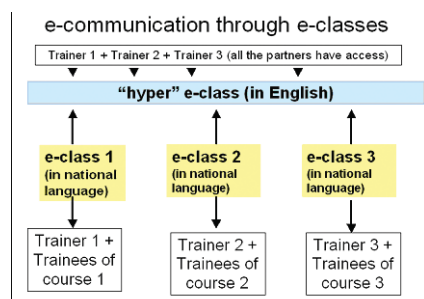 e-communication through e-classes
Trainer 1 + Trainer 2 + Trainer 3 (all the partners have access)
“hyper” e-class (in English)
e-class 1
(in national
language)
e-class 2
(in national
language)
e-class 3
(in national
language)
Trainer 1 +
Trainees of
course 1
Trainer 2 +
Trainees of
course 2
Trainer 3 +
Trainees of
course 3